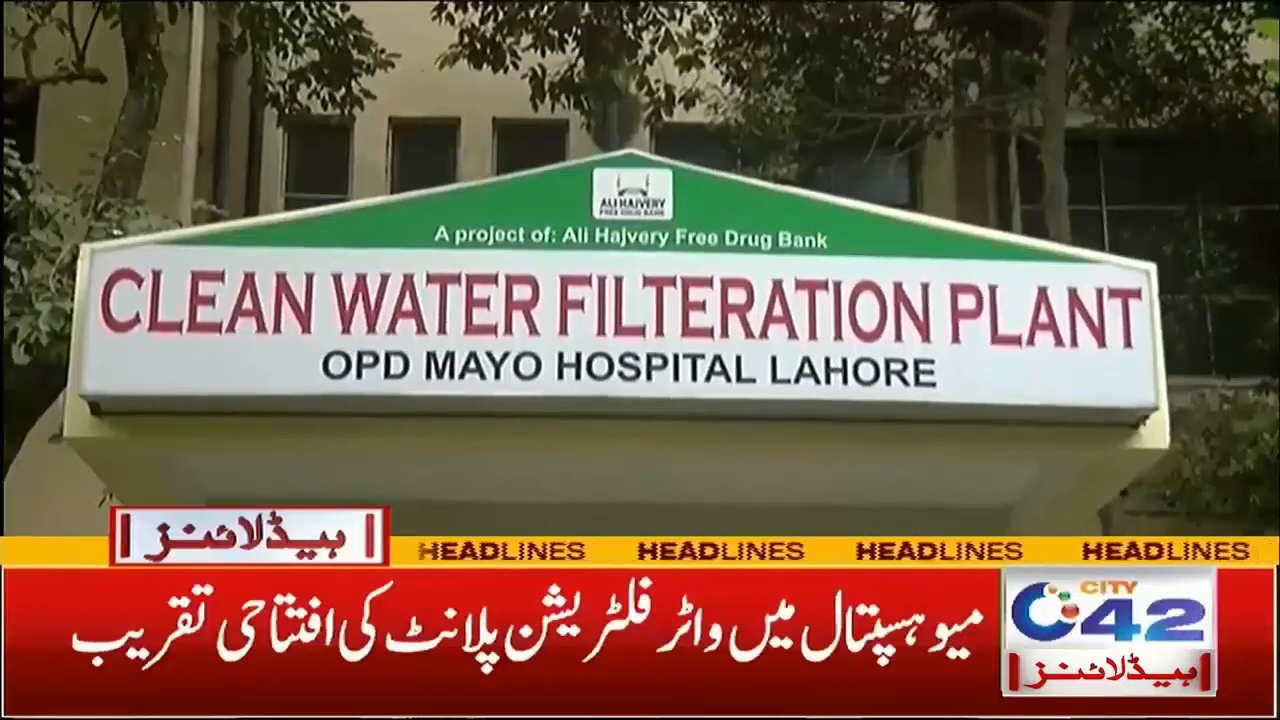 ALI HAJVERY
FREE DRUG BANK
A project of: Ali Hajvery Free Drug Bank
CLEAN WATER FILTERATION PLANT
OPD MAYO HOSPITAL LAHORE
ہیڈلائنز
HEADLINES HEADLINES HEADLINES HEADLINES
میو ہسپتال میں واٹر فلٹریشن پلانٹ کی افتتاحی تقریب
CITY
42
ہیڈلائنز